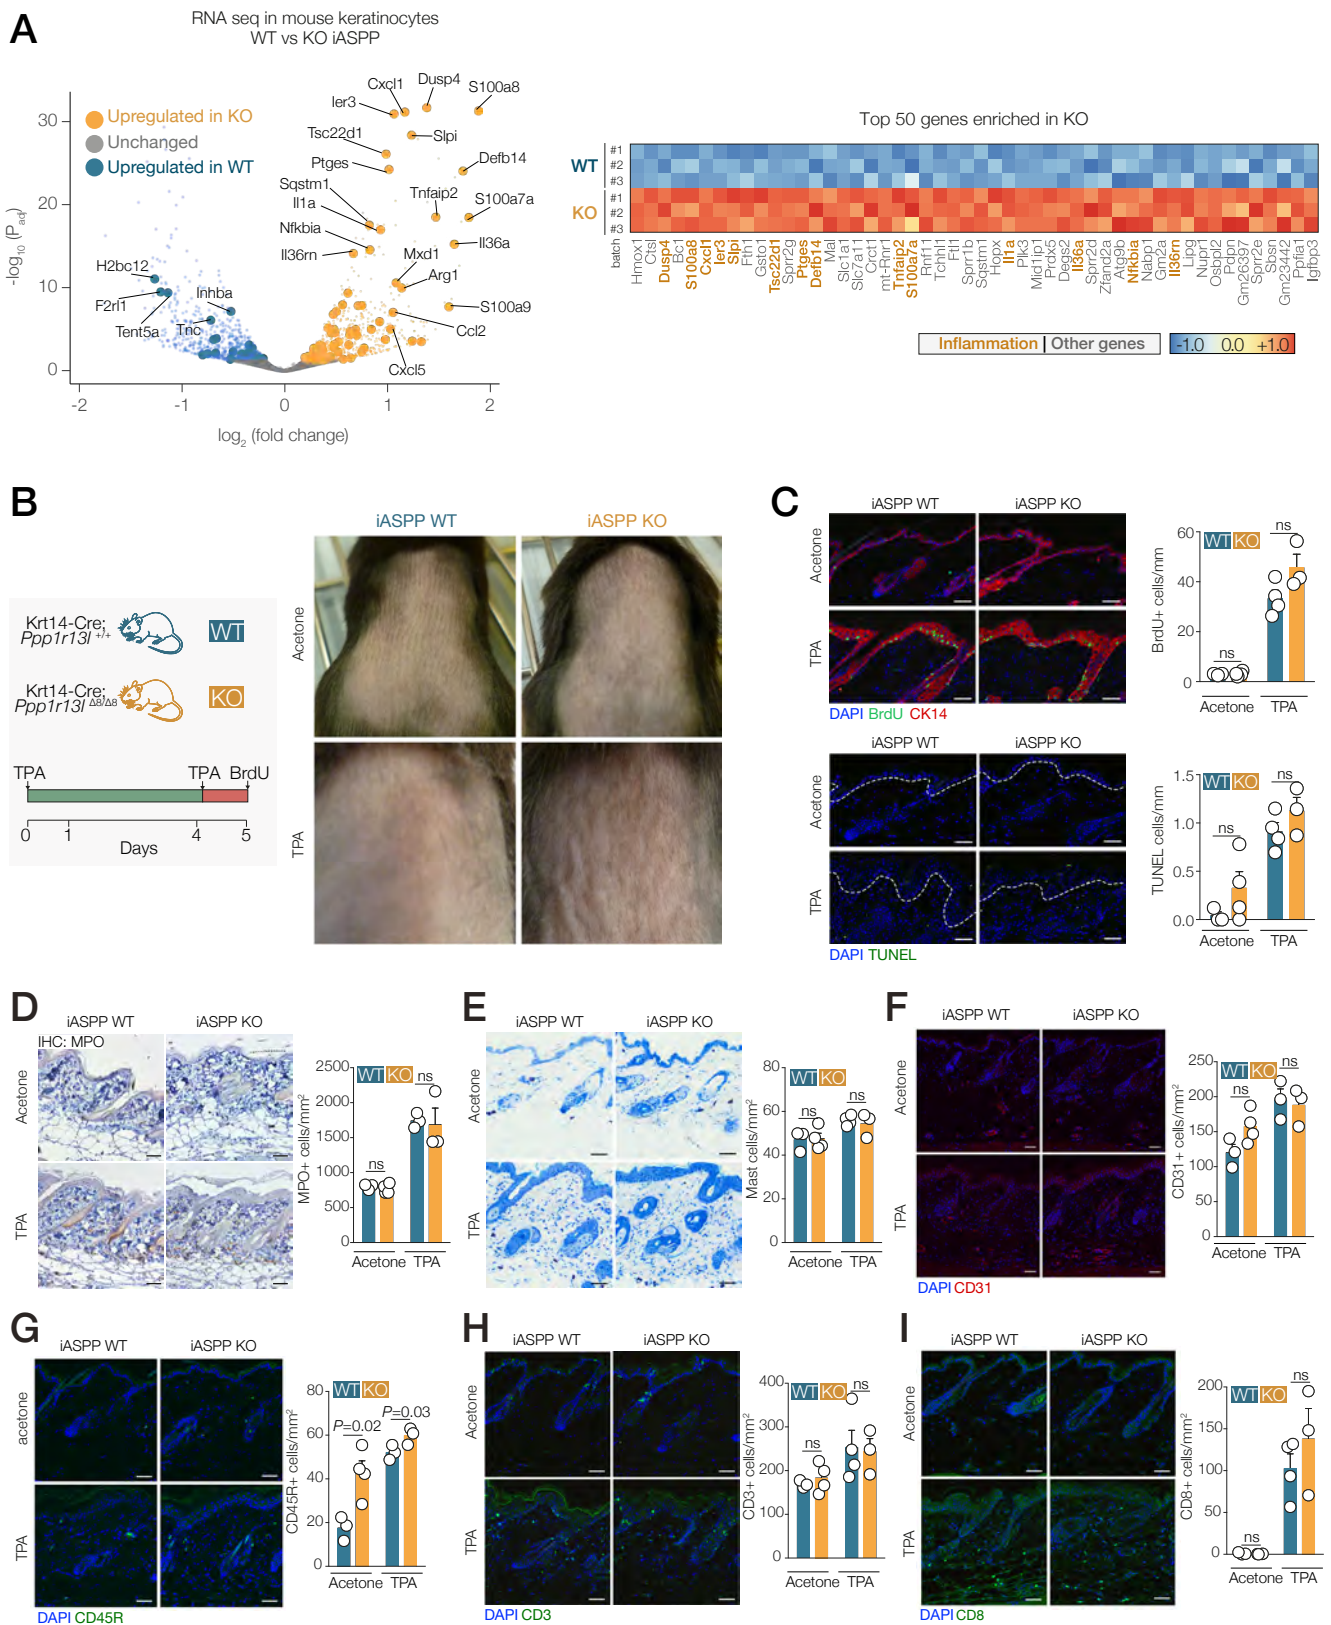 A
RNA seq in mouse keratinocytes
WT vs KO iASPP
Upregulated in KO
Unchanged
Upregulated in WT
Cxcl1
Dusp4
S100a8
Ier3
Tsc22d1
Slpi
Ptges
Defb14
Sqstm1
Il1a
Tnfaip2
S100a7a
Nfkbia
Il36rn
Il36a
Mxd1
Arg1
S100a9
Ccl2
Cxcl5
H2bc12
F2rl1
Inhba
Tent5a
Tnc
-log10 (Padj)
30
20
10
0
-2 -1 0 1 2
log2 (fold change)
Top 50 genes enriched in KO
WT
#1
#2
#3
KO
#1
#2
#3
batch
Hmox1
Ctsl
Dusp4
Bc1
S100a8
Cxcl1
Ier3
Slpi
Fth1
Gsto1
Tsc22d1
Sprr2g
Ptges
Defb14
Mal
Slc1a1
Slc7a11
Crct1
mt-Rnr1
Tnfaip2
S100a7a
Rnf11
Tchhl1
Ftl1
Sprr1b
Sqstm1
Hopx
Il1a
Plk3
Mid1ip1
Prdx5
Degs2
Il36a
Sprr2d
Zfand2a
Atg9b
Nfkbia
Nabp1
Gm2a
Il36rn
Lipg
Nupr1
Osbpl2
Pdpn
Gm26397
Sprr2e
Sbsn
Gm23442
Ppfia1
Igfbp3
Inflammation | Other genes
-1.0 0.0 +1.0
B
iASPP WT iASPP KO
Acetone
TPA
Krt14-Cre;
Ppp1r13l +/+
WT
Krt14-Cre;
Ppp1r13l Δ8/Δ8
KO
TPA TPA BrdU
0 1 4 5
Days
C
iASPP WT iASPP KO
Acetone
TPA
DAPI BrdU CK14
BrdU+ cells/mm
60
40
20
0
WT KO
ns
ns
Acetone TPA
iASPP WT iASPP KO
Acetone
TPA
DAPI TUNEL
TUNEL cells/mm
1.5
1.0
0.5
0.0
WT KO
ns
ns
Acetone TPA
D
iASPP WT iASPP KO
IHC: MPO
Acetone
TPA
MPO+ cells/mm2
2500
2000
1500
1000
500
0
WT KO
ns
ns
Acetone TPA
E
iASPP WT iASPP KO
Acetone
TPA
Mast cells/mm2
80
60
40
20
0
WT KO
ns
ns
Acetone TPA
F
iASPP WT iASPP KO
Acetone
TPA
DAPI CD31
CD31+ cells/mm2
250
200
150
100
50
0
WT KO
ns
ns
Acetone TPA
G
iASPP WT iASPP KO
acetone
TPA
DAPI CD45R
CD45R+ cells/mm2
80
60
40
20
0
WT KO
P=0.02
P=0.03
Acetone TPA
H
iASPP WT iASPP KO
Acetone
TPA
DAPI CD3
CD3+ cells/mm2
400
300
200
100
0
WT KO
ns
ns
Acetone TPA
I
iASPP WT iASPP KO
Acetone
TPA
DAPI CD8
CD8+ cells/mm2
200
150
100
50
0
WT KO
ns
ns
Acetone TPA